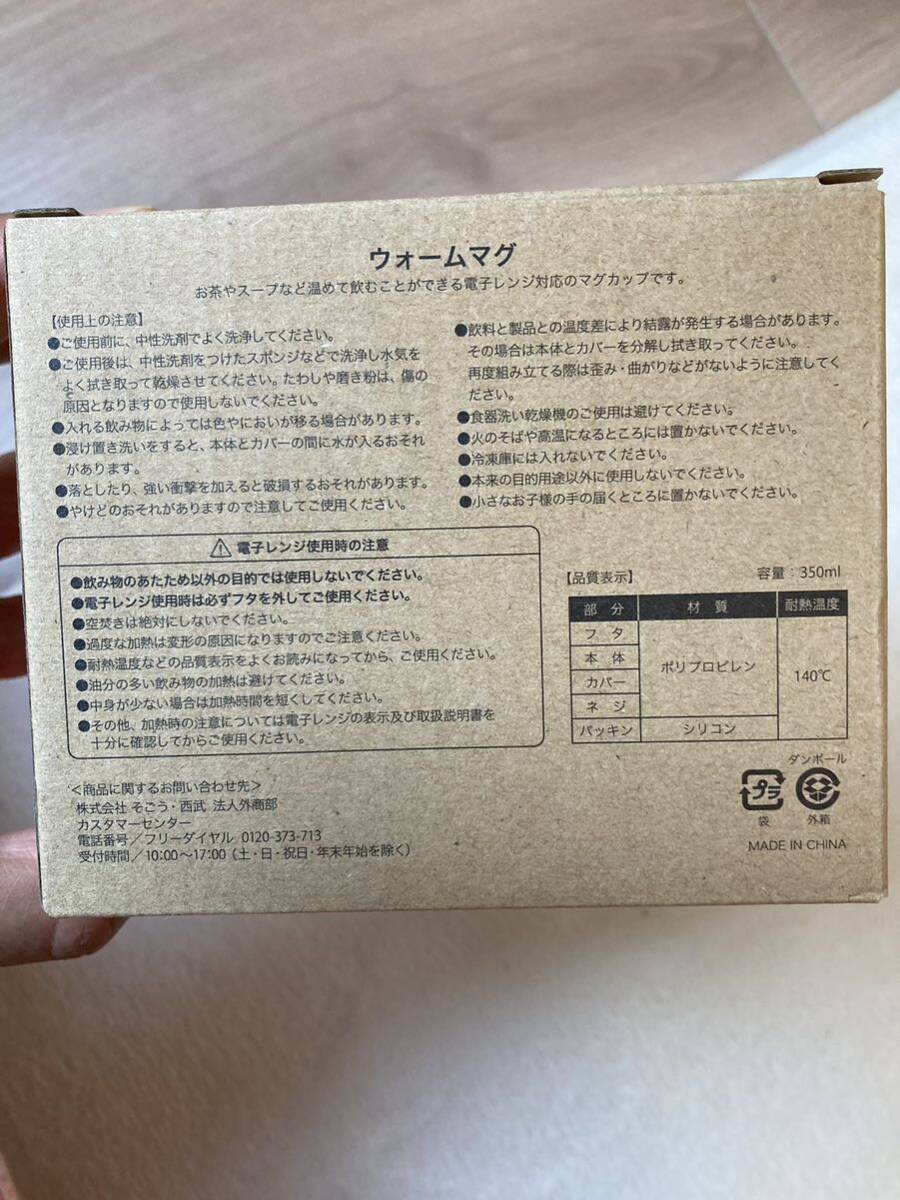 ウォームマグ
お茶やスープなど温めて飲むことができる電子レンジ対応のマグカップです。
【使用上の注意】
●ご使用前に、中性洗剤でよく洗浄してください。
●ご使用後は、中性洗剤をつけたスポンジなどで洗浄し水気を
よく拭き取って乾燥させてください。たわしや磨き粉は、傷の
そ
原因となりますので使用しないでください。
●入れる飲み物によっては色やにおいが移る場合があります。
●浸け置き洗いをすると、本体とカバーの間に水が入るおそれ
があります。
●落としたり、強い衝撃を加えると破損するおそれがあります。
●やけどのおそれがありますので注意してご使用ください。
●飲料と製品との温度差により結露が発生する場合があります。
その場合は本体とカバーを分解し拭き取ってください。
再度組み立てる際は歪み・曲がりなどがないように注意してく
ださい。
●食器洗い乾燥機のご使用は避けてください。
●火のそばや高温になるところには置かないでください。
●冷凍庫には入れないでください。
●本来の目的用途以外に使用しないでください。
●小さなお子様の手の届くところに置かないでください。
⚠ 電子レンジ使用時の注意
●飲み物のあたため以外の目的では使用しないでください。
●電子レンジ使用時は必ずフタを外してご使用ください。
●空焚きは絶対にしないでください。
●過度な加熱は変形の原因になりますのでご注意ください。
●耐熱温度などの品質表示をよくお読みになってから、ご使用ください。
●油分の多い飲み物の加熱は避けてください。
●中身が少ない場合は加熱時間を短くしてください。
●その他、加熱時の注意については電子レンジの表示及び取扱説明書を
十分に確認してからご使用ください。
【品質表示】 容量：350ml
部分 材質 耐熱温度
フタ
本体
カバー
ネジ
ポリプロピレン
140℃
パッキン シリコン
＜商品に関するお問い合わせ先＞
株式会社 そごう・西武 法人外商部
カスタマーセンター
電話番号／フリーダイヤル 0120-373-713
受付時間／10:00〜17:00（土・日・祝日・年末年始を除く）
ダンボール
プラ
袋 外箱
MADE IN CHINA